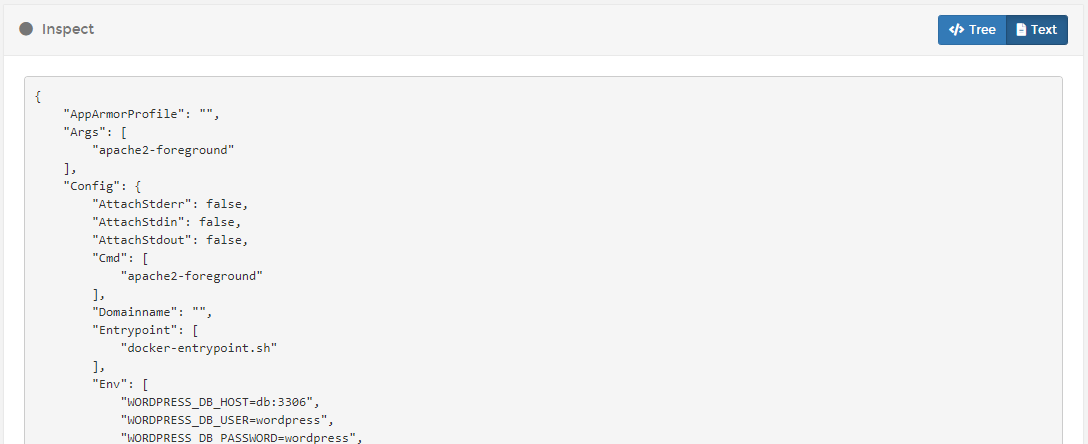 Inspect
Tree
Text
{
    "AppArmorProfile": "",
    "Args": [
        "apache2-foreground"
    ],
    "Config": {
        "AttachStderr": false,
        "AttachStdin": false,
        "AttachStdout": false,
        "Cmd": [
            "apache2-foreground"
        ],
        "Domainname": "",
        "Entrypoint": [
            "docker-entrypoint.sh"
        ],
        "Env": [
            "WORDPRESS_DB_HOST=db:3306",
            "WORDPRESS_DB_USER=wordpress",
            "WORDPRESS_DB_PASSWORD=wordpress",